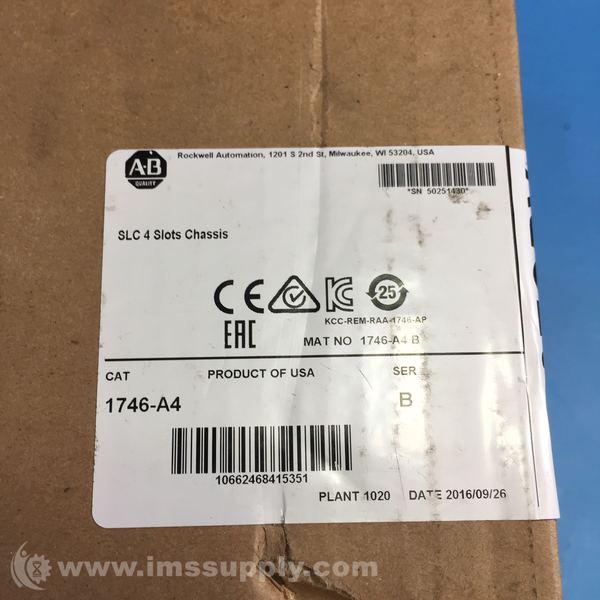 Rockwell Automation, 1201 S 2nd St, Milwaukee, WI 53204, USA
A-B
QUALITY
*SN 50251430*
SLC 4 Slots Chassis
CE
KC
25
KCC-REM-RAA-1746-AP
EAC
MAT NO 1746-A4 B
CAT
PRODUCT OF USA
SER
1746-A4
B
10662468415351
PLANT 1020
DATE 2016/09/26
www.imssupply.com